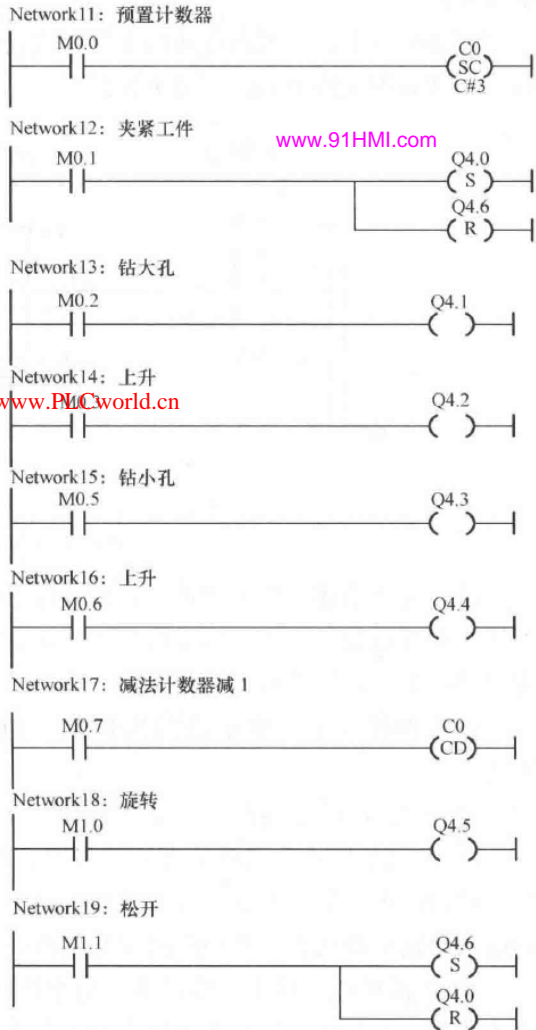 Network11：预置计数器
M0.0
C0
SC
C#3
Network12：夹紧工件
www.91HMI.com
M0.1
Q4.0
S
Q4.6
R
Network13：钻大孔
M0.2
Q4.1
Network14：上升
www.PLCworld.cn
M0.3
Q4.2
Network15：钻小孔
M0.5
Q4.3
Network16：上升
M0.6
Q4.4
Network17：减法计数器减 1
M0.7
C0
CD
Network18：旋转
M1.0
Q4.5
Network19：松开
M1.1
Q4.6
S
Q4.0
R